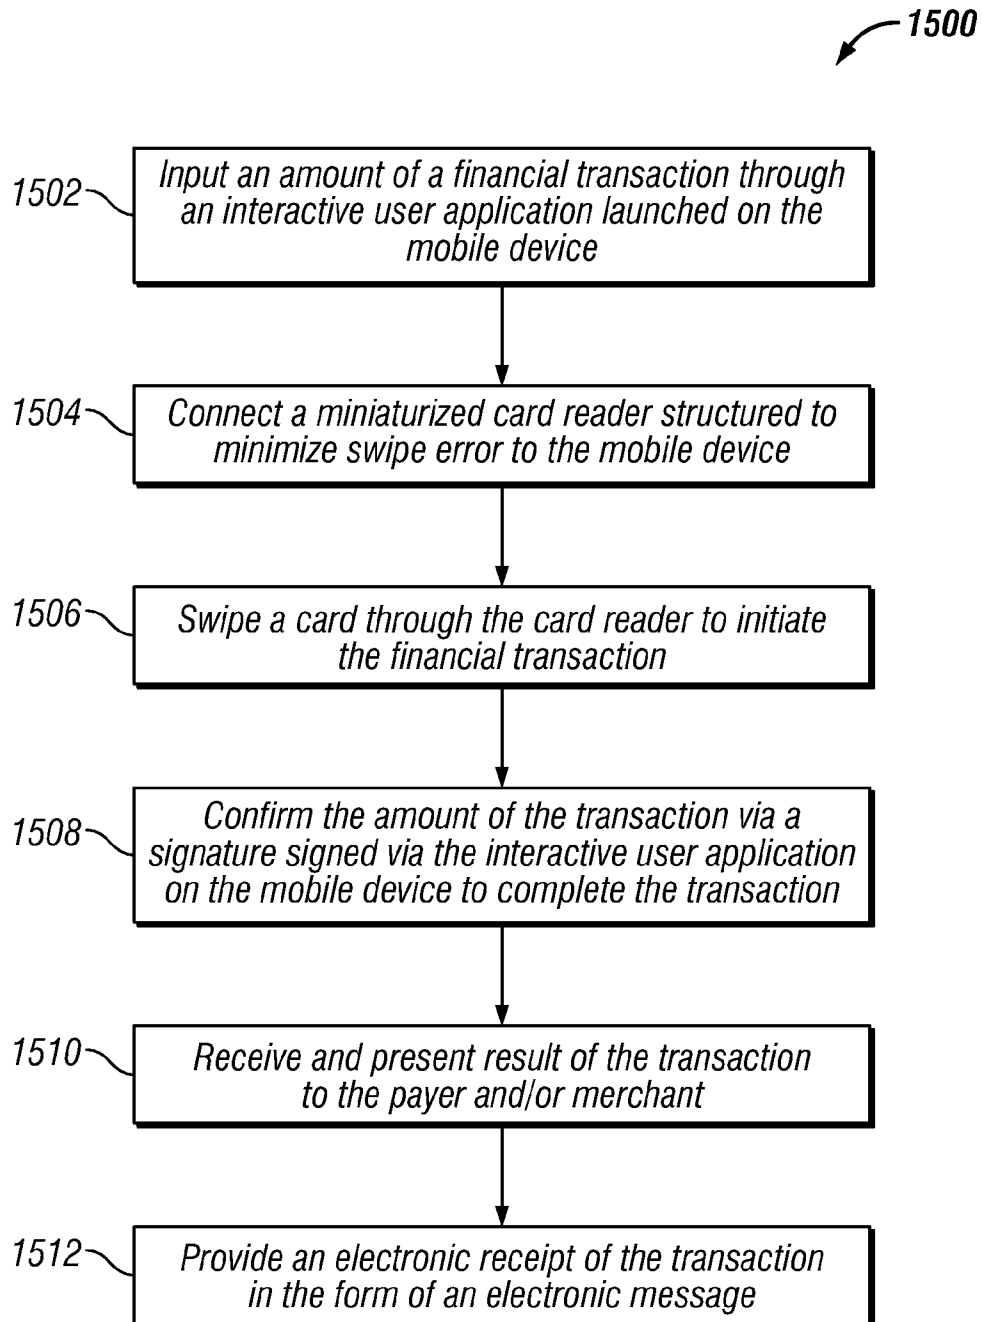 1500
1502
Input an amount of a financial transaction through
an interactive user application launched on the
mobile device
1504
Connect a miniaturized card reader structured to
minimize swipe error to the mobile device
1506
Swipe a card through the card reader to initiate
the financial transaction
1508
Confirm the amount of the transaction via a
signature signed via the interactive user application
on the mobile device to complete the transaction
1510
Receive and present result of the transaction
to the payer and/or merchant
1512
Provide an electronic receipt of the transaction
in the form of an electronic message